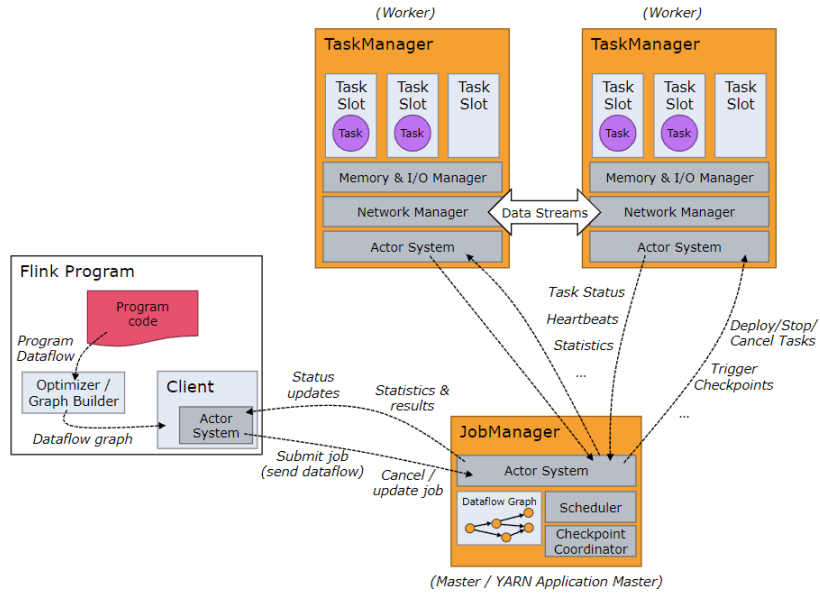 (Worker)
TaskManager
Task
Slot
Task
Task
Slot
Task
Task
Slot
Memory & I/O Manager
Network Manager
Actor System
(Worker)
TaskManager
Task
Slot
Task
Task
Slot
Task
Task
Slot
Memory & I/O Manager
Network Manager
Actor System
Data Streams
Flink Program
Program
code
Program
Dataflow
Optimizer /
Graph Builder
Dataflow graph
Client
Actor
System
Status
updates
Statistics &
results
Submit job
(send dataflow)
Cancel /
update job
Task Status
Heartbeats
Statistics
...
Deploy/Stop/
Cancel Tasks
Trigger
Checkpoints
...
JobManager
Actor System
Dataflow Graph
Scheduler
Checkpoint
Coordinator
(Master / YARN Application Master)